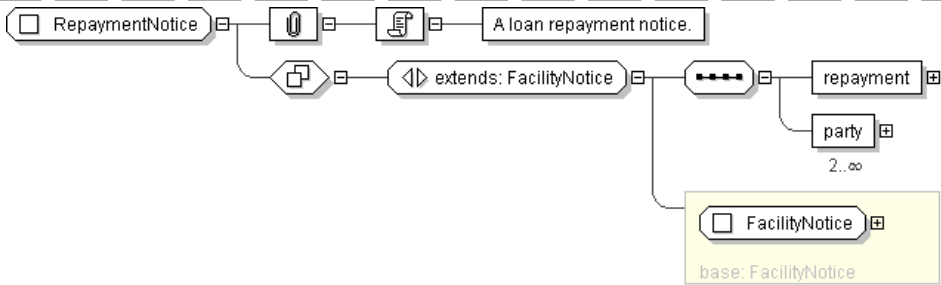 RepaymentNotice
A loan repayment notice.
extends: FacilityNotice
repayment
party
2..∞
FacilityNotice
base: FacilityNotice